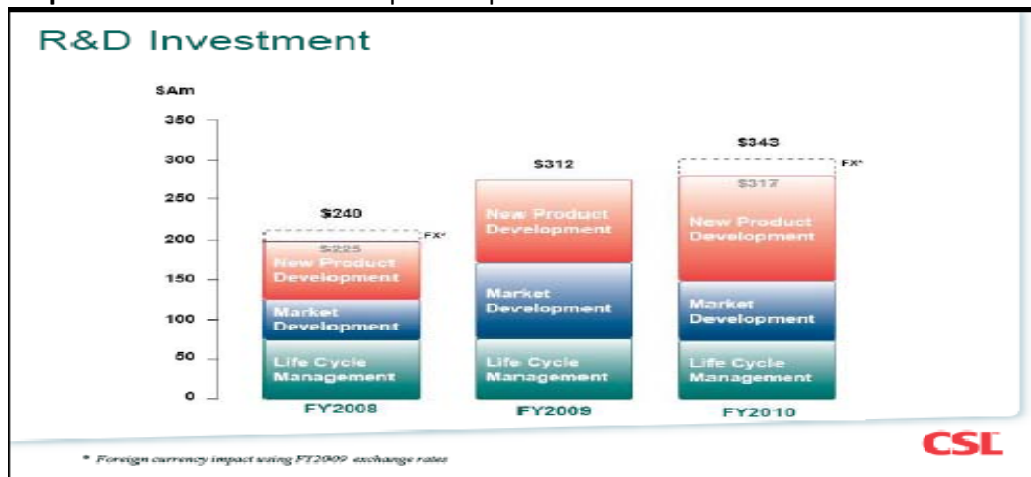 R&D Investment
$Am
350
300
250
200
150
100
50
0
$240
FX*
$225
New Product
Development
Market
Development
Life Cycle
Management
FY2008
$312
New Product
Development
Market
Development
Life Cycle
Management
FY2009
$343
FX*
$317
New Product
Development
Market
Development
Life Cycle
Management
FY2010
* Foreign currency impact using FY2009 exchange rates
CSL